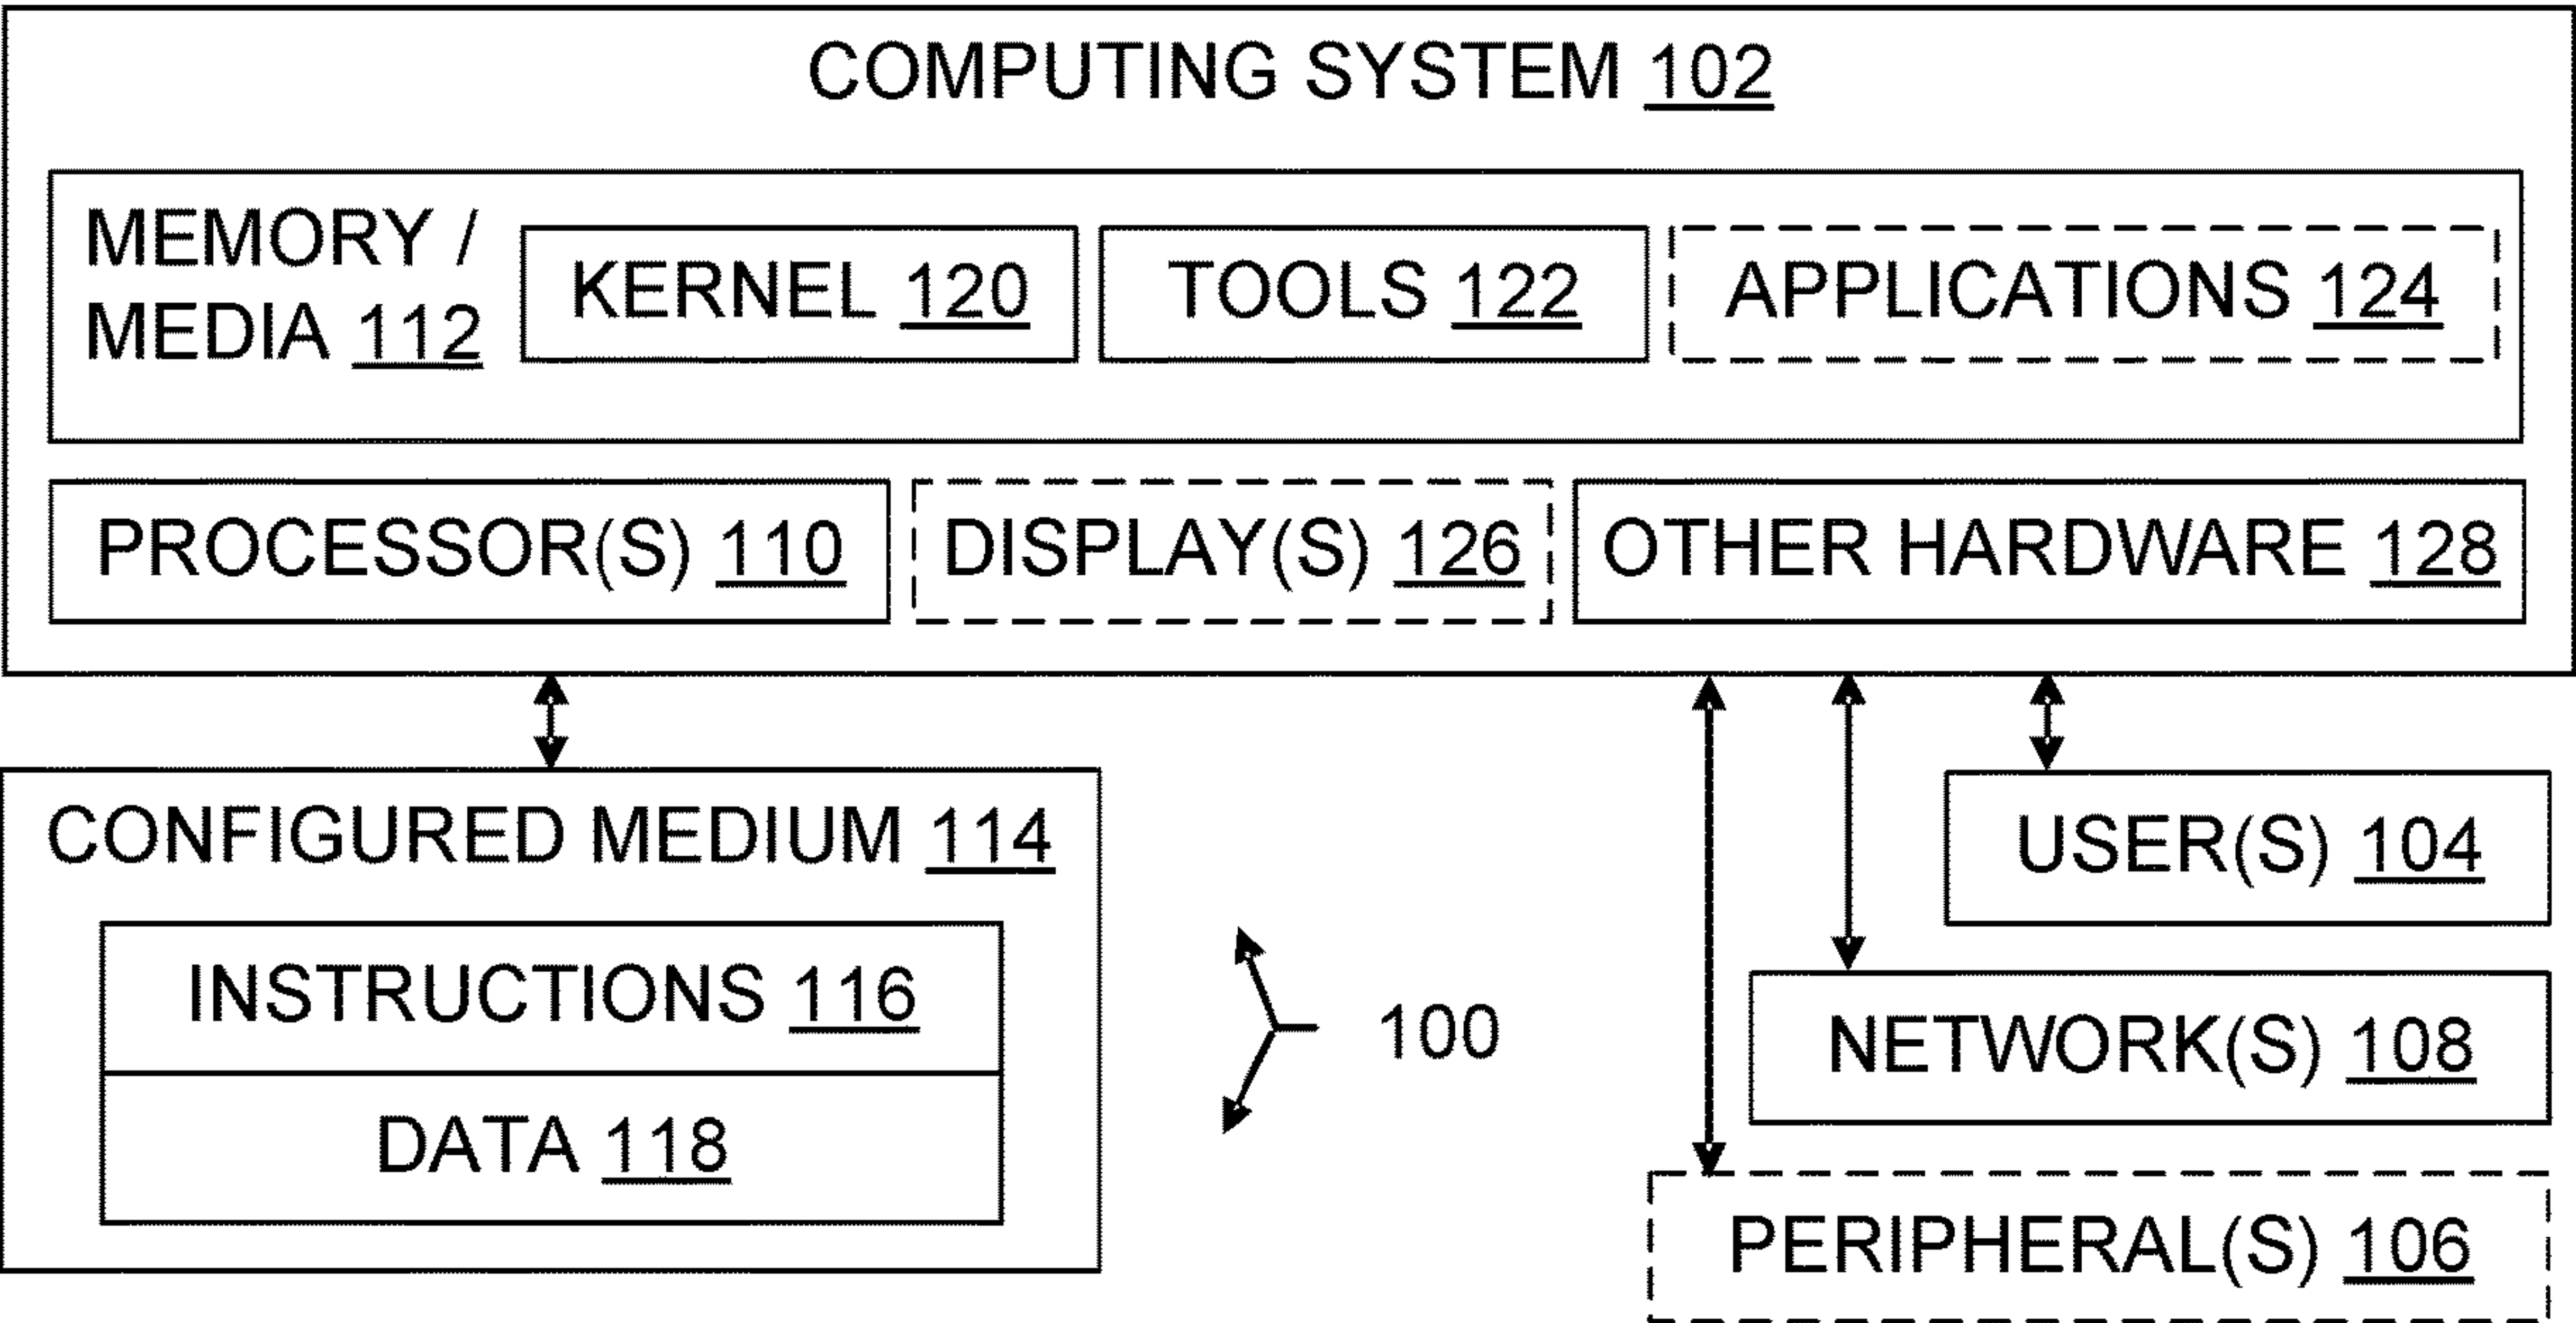 COMPUTING SYSTEM 102
MEMORY /
MEDIA 112
KERNEL 120
TOOLS 122
APPLICATIONS 124
PROCESSOR(S) 110
DISPLAY(S) 126
OTHER HARDWARE 128
CONFIGURED MEDIUM 114
INSTRUCTIONS 116
DATA 118
100
USER(S) 104
NETWORK(S) 108
PERIPHERAL(S) 106